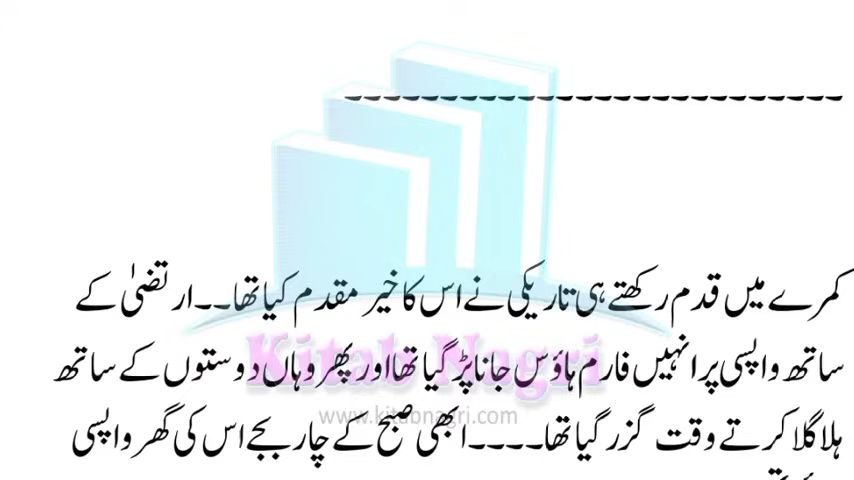 ---------------------------
کمرے میں قدم رکھتے ہی تاریکی نے اس کا خیر مقدم کیا تھا۔۔ارتضیٰ کے
ساتھ واپسی پر انہیں فارم ہاؤس جانا پڑ گیا تھا اور پھر وہاں دوستوں کے ساتھ
Kitab Nagri
ہلا گلا کرتے وقت گزر گیا تھا۔۔۔۔ابھی صبح کے چار بجے اس کی گھر واپسی
www.kitabnagri.com